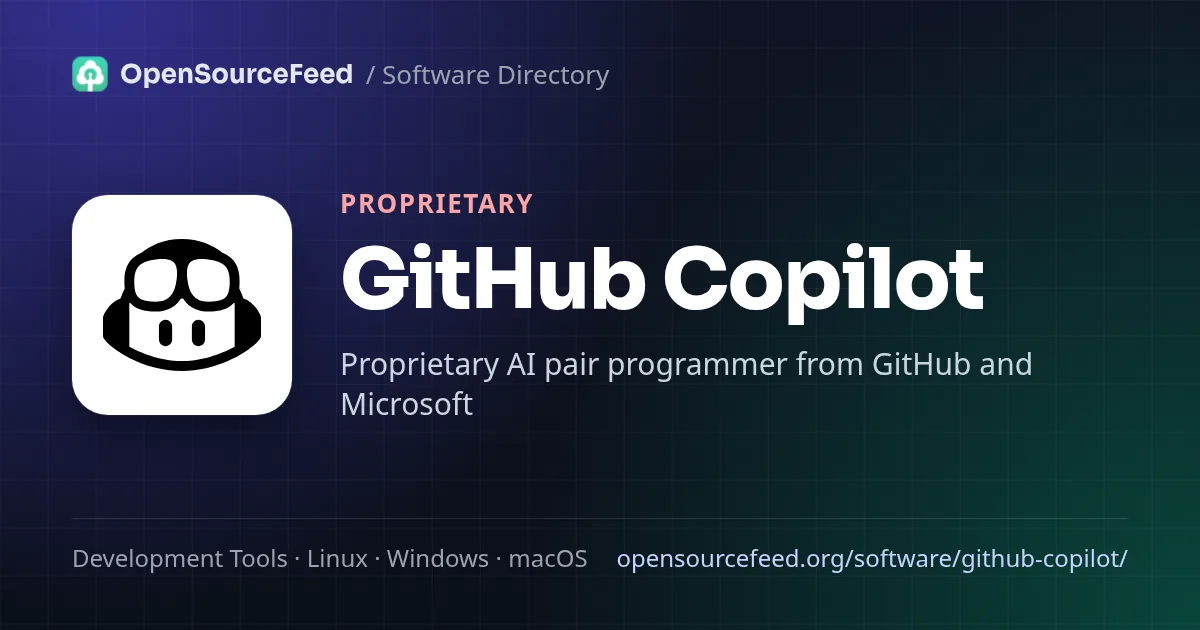 OpenSourceFeed / Software Directory
PROPRIETARY
GitHub Copilot
Proprietary AI pair programmer from GitHub and
Microsoft
Development Tools · Linux · Windows · macOS opensourcefeed.org/software/github-copilot/